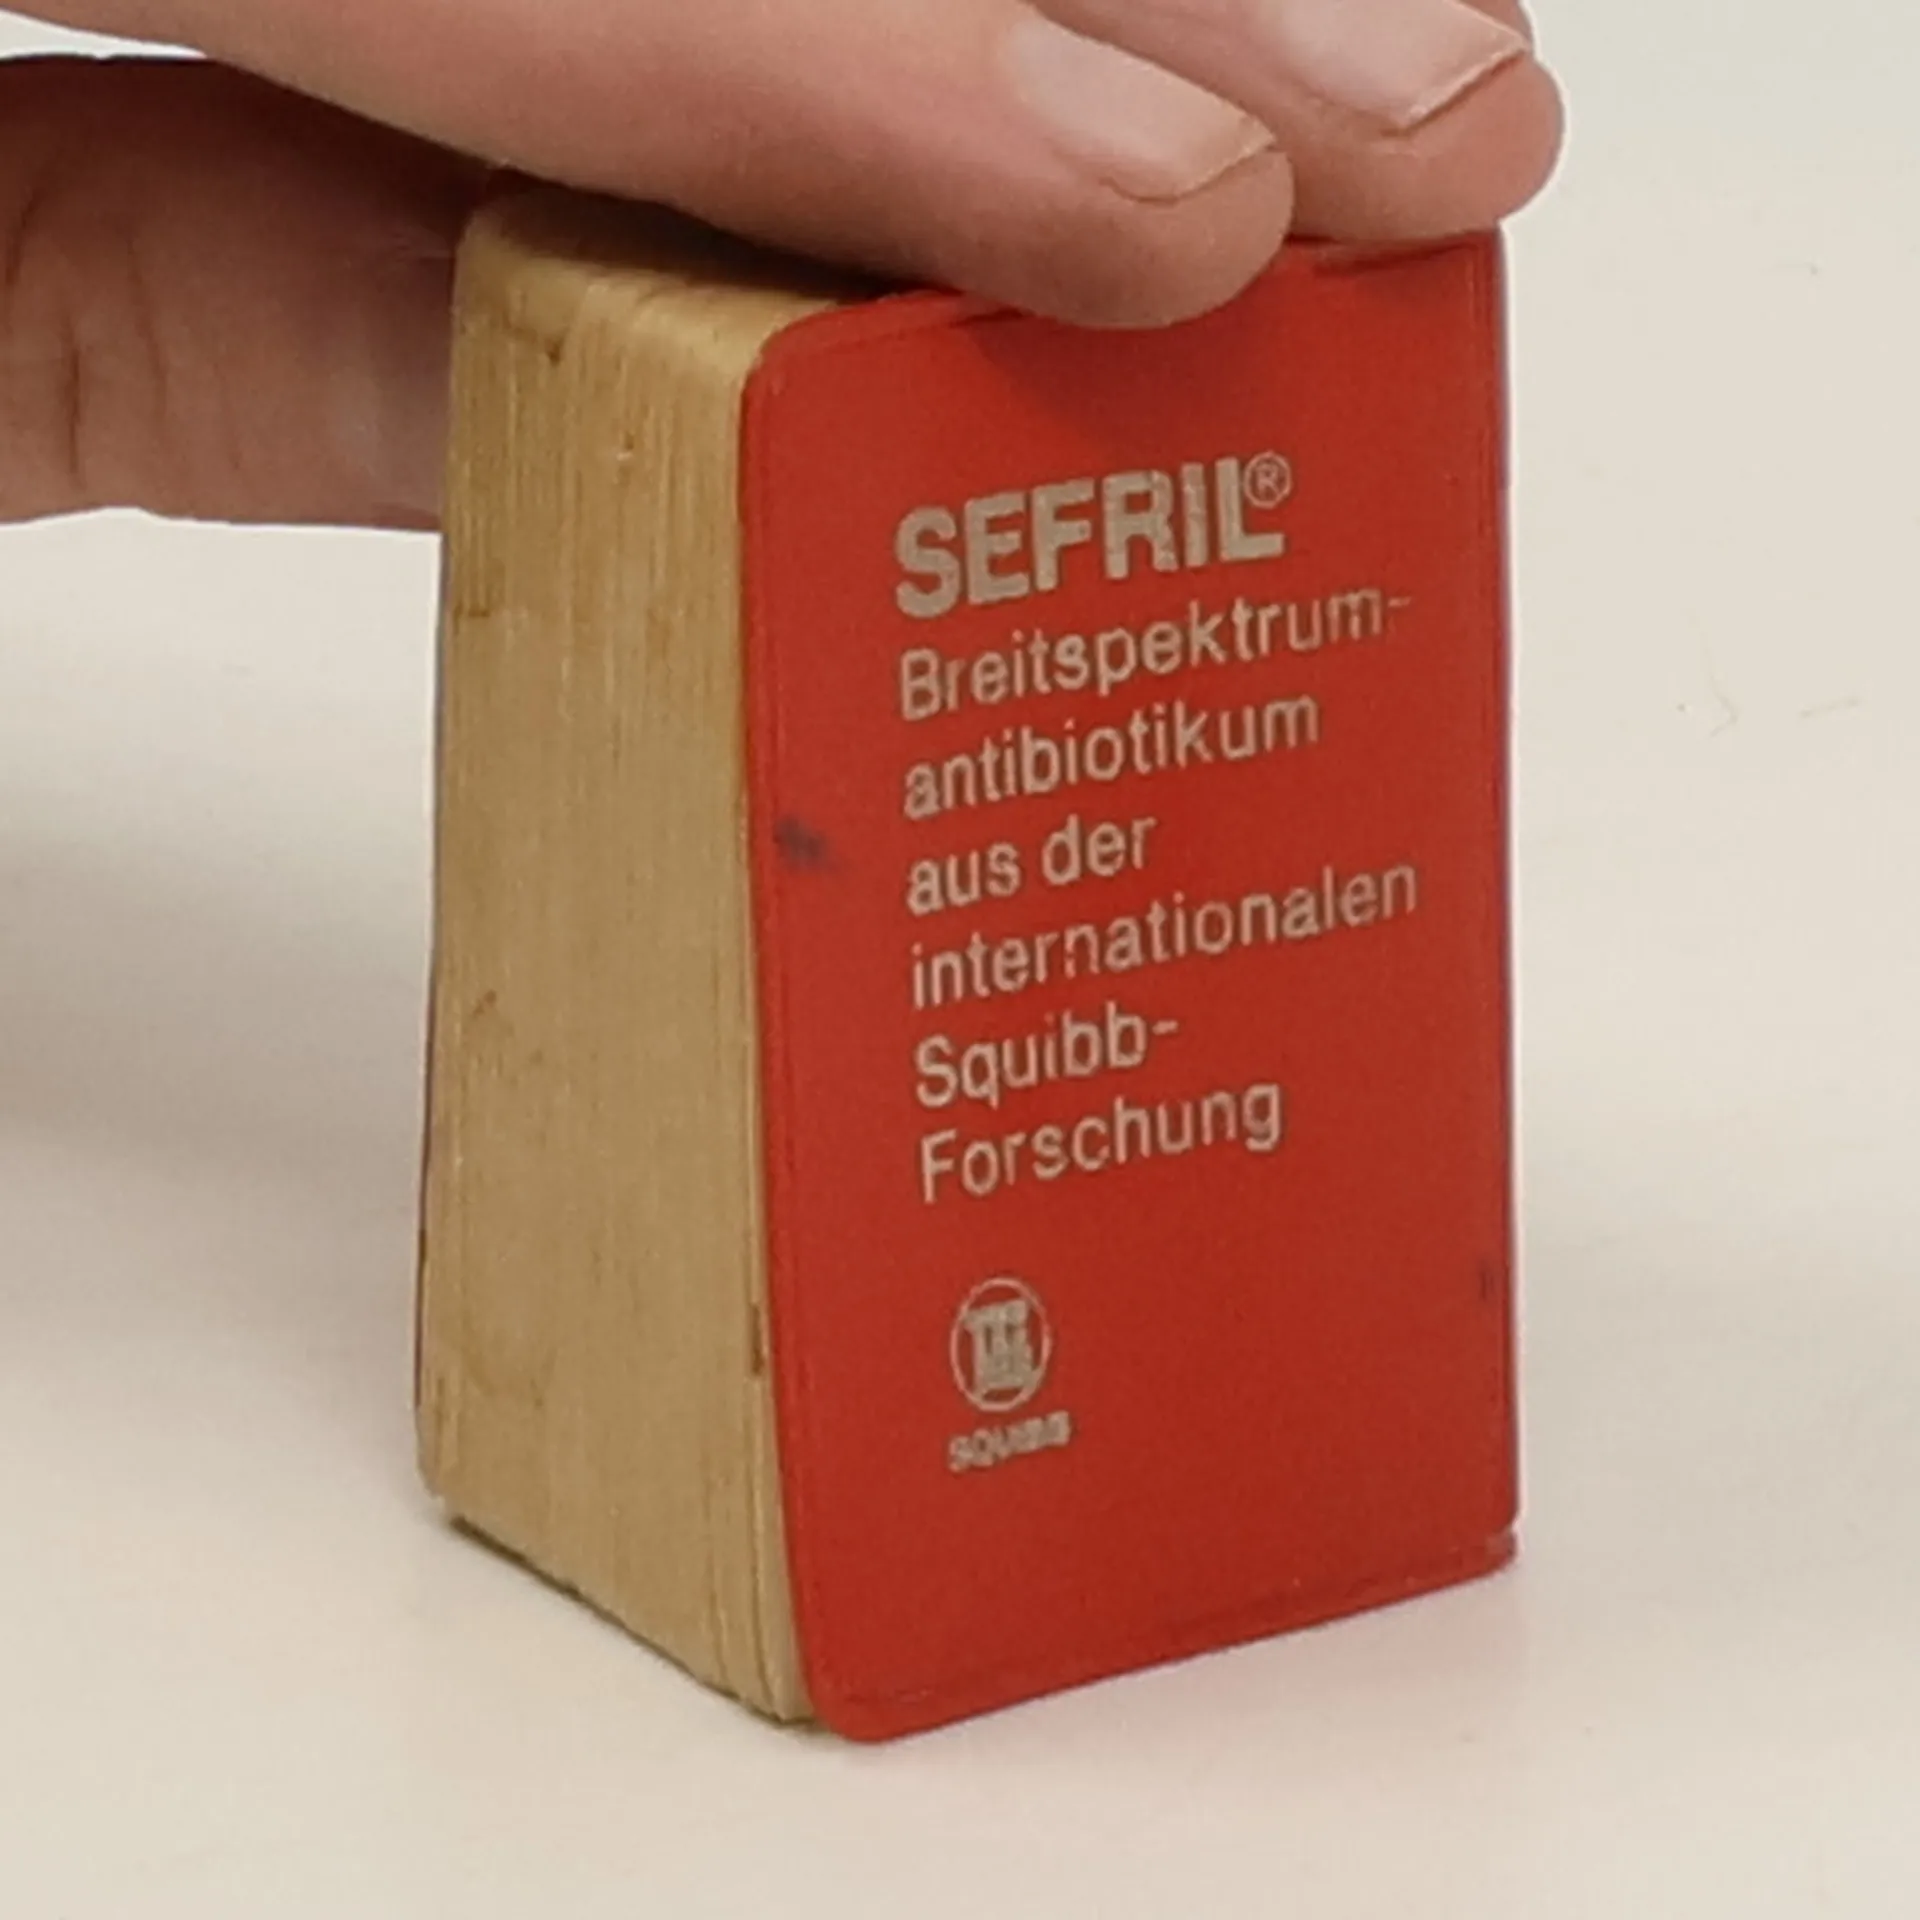 SEFRIL®
Breitspektrum-
antibiotikum
aus der
internationalen
Squibb-
Forschung
SQUIBB